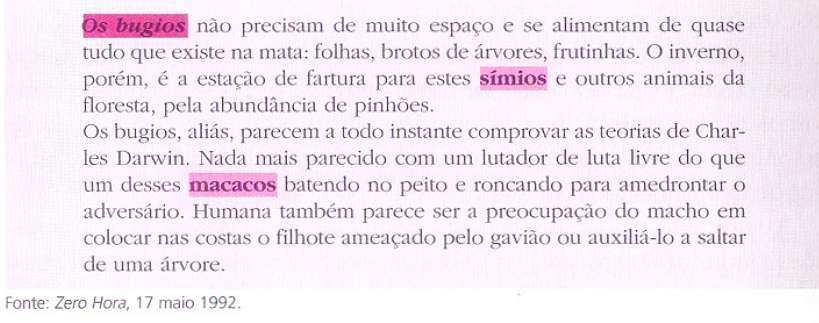 Os bugios não precisam de muito espaço e se alimentam de quase
tudo que existe na mata: folhas, brotos de árvores, frutinhas. O inverno,
porém, é a estação de fartura para estes símios e outros animais da
floresta, pela abundância de pinhões.
Os bugios, aliás, parecem a todo instante comprovar as teorias de Char-
les Darwin. Nada mais parecido com um lutador de luta livre do que
um desses macacos batendo no peito e roncando para amedrontar o
adversário. Humana também parece ser a preocupação do macho em
colocar nas costas o filhote ameaçado pelo gavião ou auxiliá-lo a saltar
de uma árvore.
Fonte: Zero Hora, 17 maio 1992.